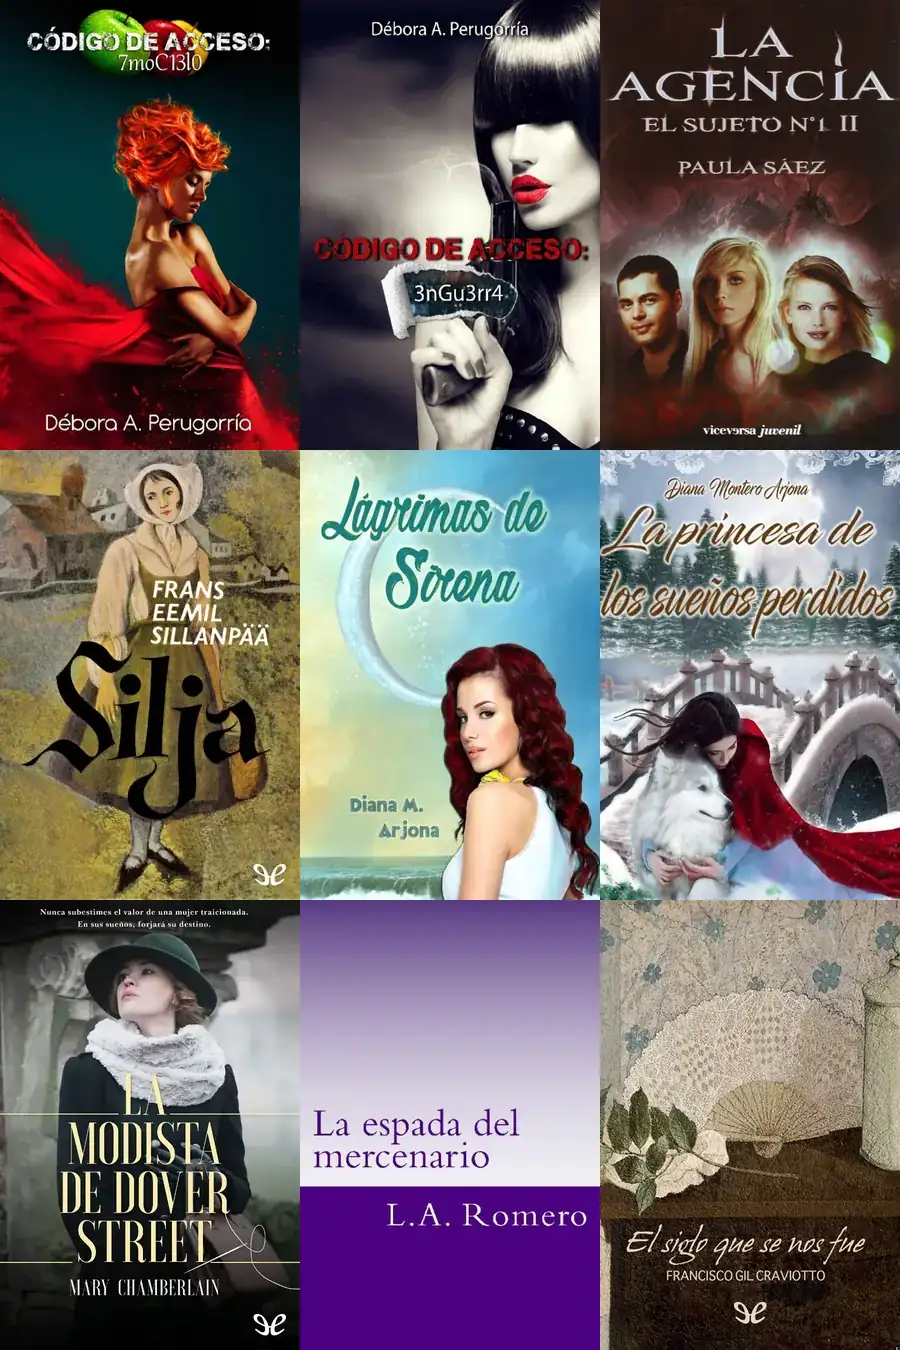 CÓDIGO DE ACCESO:
7moC13l0
Débora A. Perugorría
Débora A. Perugorría
CÓDIGO DE ACCESO:
3nGu3rr4
LA
AGENCIA
EL SUJETO Nº1 II
PAULA SÁEZ
viceversa juvenil
FRANS
EEMIL
SILLANPÄÄ
Silja
Lágrimas de
Sirena
Diana M.
Arjona
Diana Montero Arjona
La princesa de
los sueños perdidos
Nunca subestimes el valor de una mujer traicionada.
En sus sueños, forjará su destino.
LA
MODISTA
DE DOVER
STREET
MARY CHAMBERLAIN
La espada del
mercenario
L.A. Romero
El siglo que se nos fue
FRANCISCO GIL CRAVIOTTO